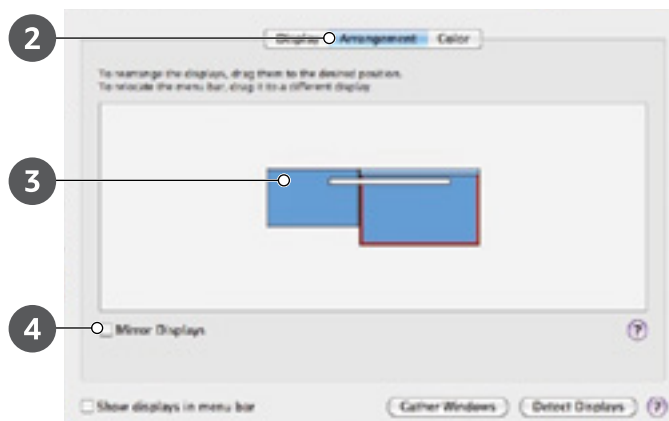 2
Display Arrangement Color
To rearrange the displays, drag them to the desired position.
To relocate the menu bar, drag it to a different display.
3
4
Mirror Displays
?
Show displays in menu bar
Gather Windows
Detect Displays
?